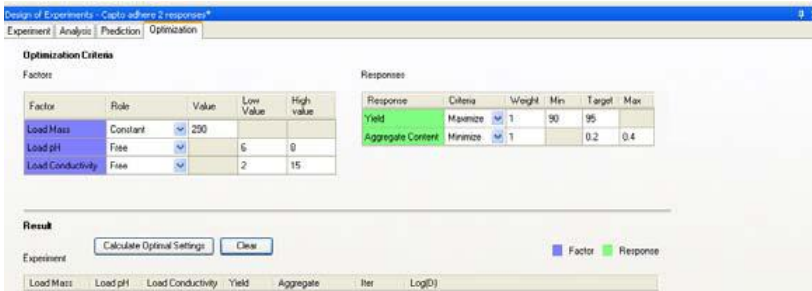 Design of Experiments - Capto adhere 2 responses*
Experiment Analysis Prediction Optimization
Optimization Criteria
Factors Responses
Factor Role Value Low Value High value
Response Criteria Weight Min Target Max
Load Mass Constant 290
Yield Maximize 1 90 95
Load pH Free 6 8
Aggregate Content Minimize 1 0.2 0.4
Load Conductivity Free 2 15
Result
Calculate Optimal Settings Clear
Experiment
Factor Response
Load Mass Load pH Load Conductivity Yield Aggregate Iter Log(D)